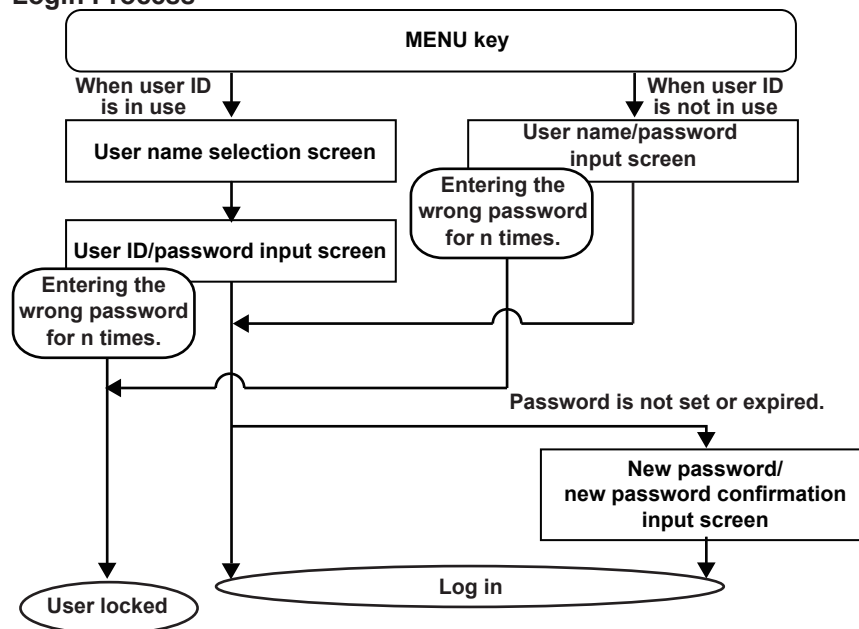 Login Process
MENU key
When user ID
is in use
When user ID
is not in use
User name selection screen
User name/password
input screen
Entering the
wrong password
for n times.
User ID/password input screen
Entering the
wrong password
for n times.
Password is not set or expired.
New password/
new password confirmation
input screen
Log in
User locked